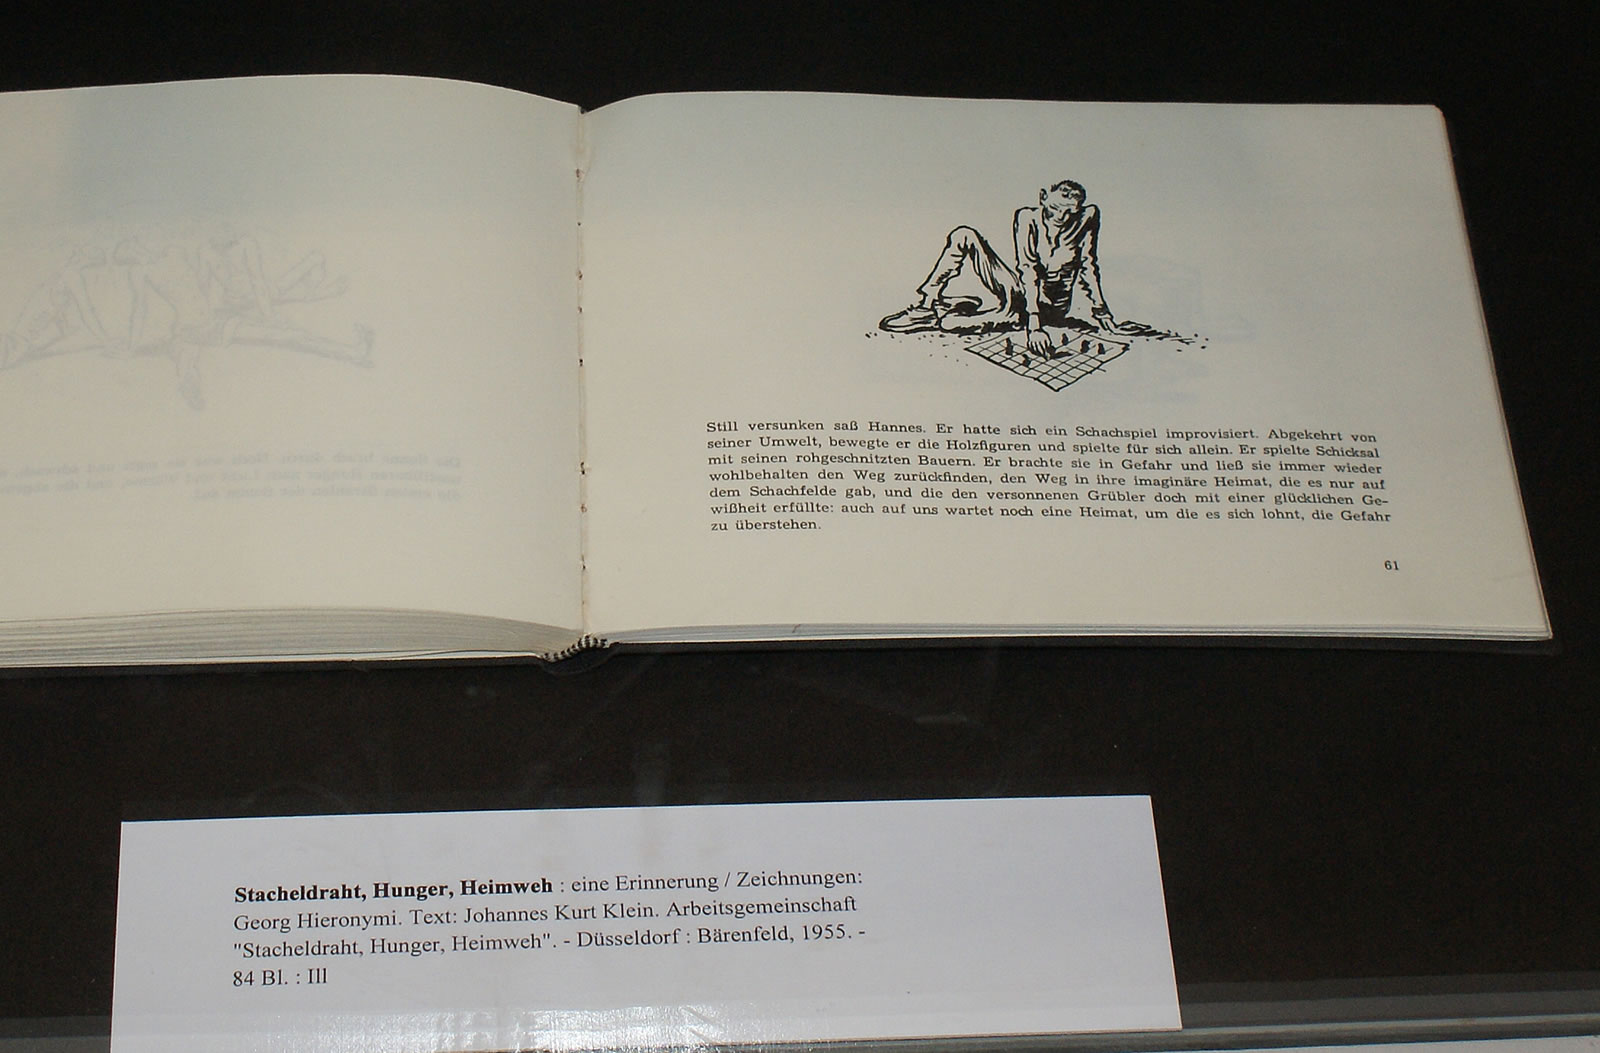 Still versunken saß Hannes. Er hatte sich ein Schachspiel improvisiert. Abgekehrt von
seiner Umwelt, bewegte er die Holzfiguren und spielte für sich allein. Er spielte Schicksal
mit seinen rohgeschnitzten Bauern. Er brachte sie in Gefahr und ließ sie immer wieder
wohlbehalten den Weg zurückfinden, den Weg in ihre imaginäre Heimat, die es nur auf
dem Schachfelde gab, und die den versonnenen Grübler doch mit einer glücklichen Ge-
wißheit erfüllte: auch auf uns wartet noch eine Heimat, um die es sich lohnt, die Gefahr
zu überstehen.
61
Stacheldraht, Hunger, Heimweh : eine Erinnerung / Zeichnungen:
Georg Hieronymi. Text: Johannes Kurt Klein. Arbeitsgemeinschaft
"Stacheldraht, Hunger, Heimweh". - Düsseldorf : Bärenfeld, 1955. -
84 Bl. : Ill